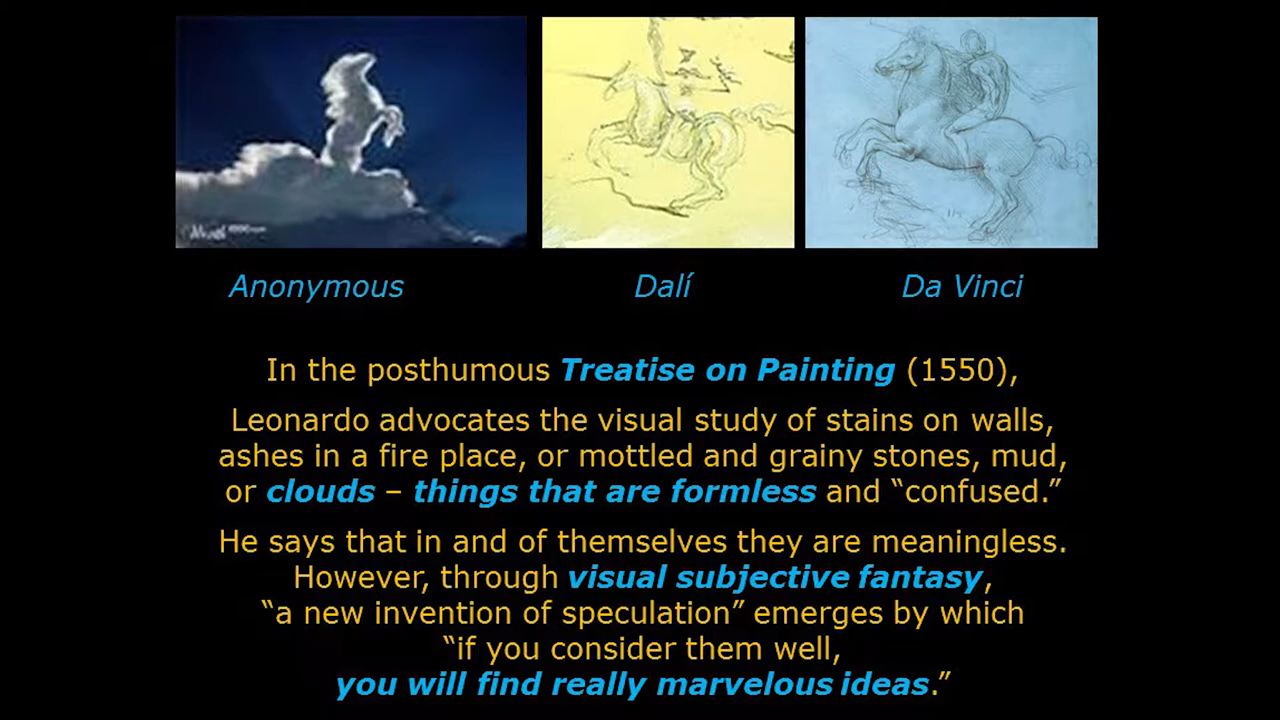 Anonymous
Dalí
Da Vinci
In the posthumous Treatise on Painting (1550),
Leonardo advocates the visual study of stains on walls,
ashes in a fire place, or mottled and grainy stones, mud,
or clouds – things that are formless and “confused.”
He says that in and of themselves they are meaningless.
However, through visual subjective fantasy,
“a new invention of speculation” emerges by which
“if you consider them well,
you will find really marvelous ideas.”